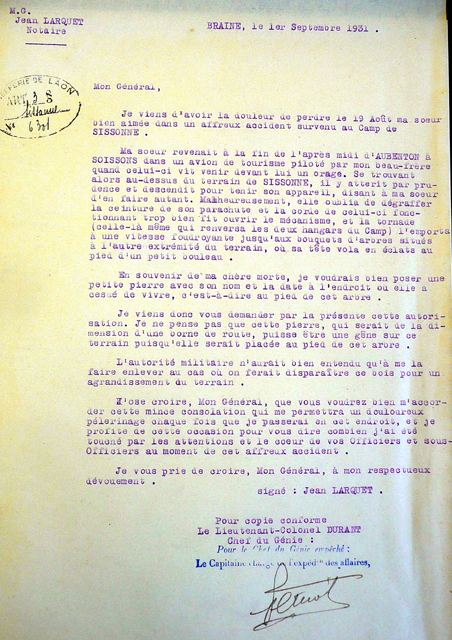 M.G.
Jean LARQUET
Notaire
BRAINE, le 1er Septembre 1931 .
DE LAON
ART 3 8
N° 6381
Mon Général,
Je viens d'avoir la douleur de perdre le 19 Août ma soeur
bien aimée dans un affreux accident survenu au Camp de
SISSONNE .
Ma soeur revenait à la fin de l'après midi d'AUBENTON à
SOISSONS dans un avion de tourisme piloté par mon beau-frère
quand celui-ci vit venir devant lui un orage. Se trouvant
alors au-dessus du terrain de SISSONNE, il y atterit par pru-
dence et descendit pour tenir son appareil, disant à ma soeur
d'en faire autant. Malheureusement, elle oublia de dégraffer
la ceinture de son parachute et la corde de celui-ci fonc-
tionnant trop bien fit ouvrir le mécanisme, et la tornade
(celle-là même qui renversa les deux hangars du Camp) l'emporta
à une vitesse foudroyante jusqu'aux bouquets d'arbres situés
à l'autre extrémité du terrain, où sa tête vola en éclats au
pied d'un petit bouleau .
En souvenir de ma chère morte, je voudrais bien poser une
petite pierre avec son nom et la date à l'endroit où elle a
cessé de vivre, c'est-à-dire au pied de cet arbre .
Je viens donc vous demander par la présente cette autori-
sation. Je ne pense pas que cette pierre, qui serait de la di-
mension d'une borne de route, puisse être une gêne sur ce
terrain puisqu'elle serait placée au pied de cet arbre .
L'autorité militaire n'aurait bien entendu qu'à me la
faire enlever au cas où on ferait disparaître ce bois pour un
agrandissement du terrain .
J'ose croire, Mon Général, que vous voudrez bien m'accor-
der cette mince consolation qui me permettra un douloureux
pélerinage chaque fois que je passerai en cet endroit, et je
profite de cette occasion pour vous dire combien j'ai été
touché par les attentions et le coeur de vos Officiers et sous-
Officiers au moment de cet affreux accident .
Je vous prie de croire, Mon Général, à mon respectueux
dévouement .
signé : Jean LARQUET .
Pour copie conforme
Le Lieutenant-Colonel DURANT
Chef du Génie :
Pour le Chef du Génie empêché :
Le Capitaine chargé de l'expédon des affaires,